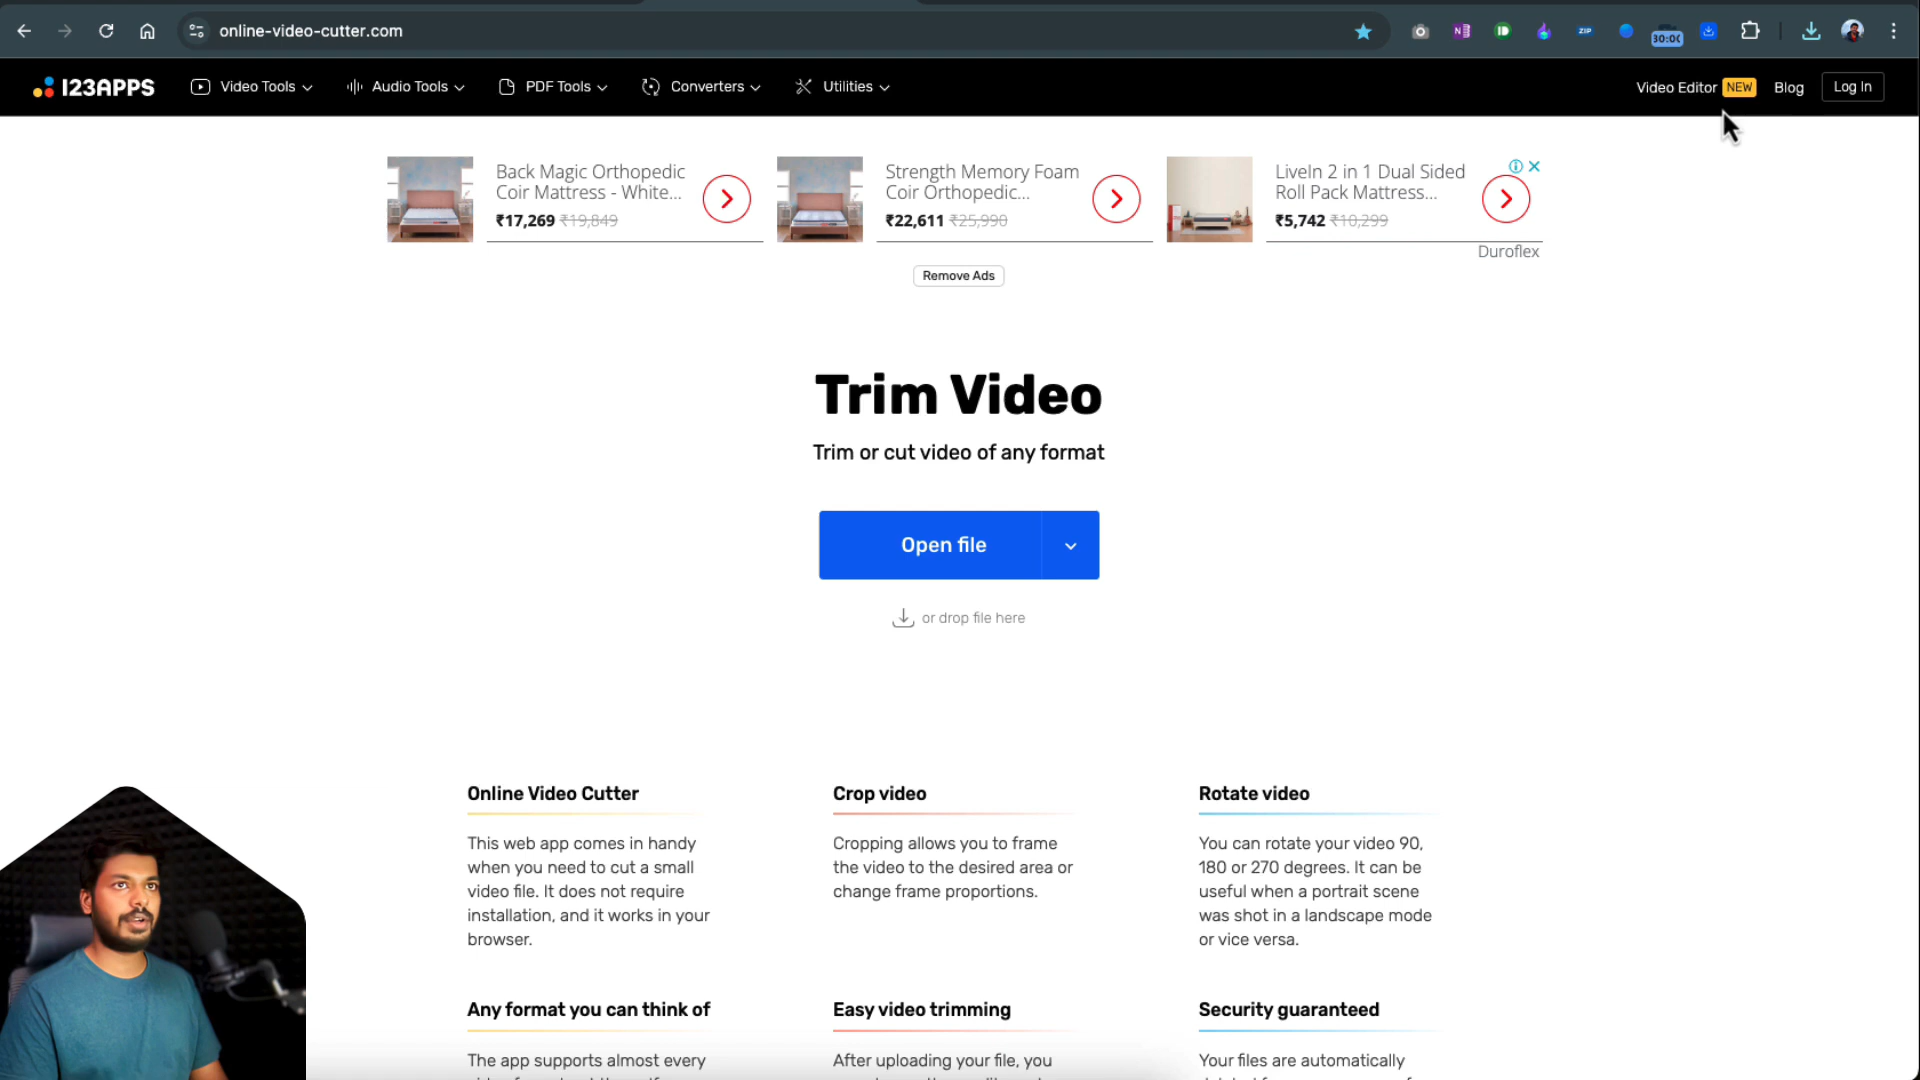 online-video-cutter.com
N
ZIP
30:00
123APPS
Video Tools
Audio Tools
PDF Tools
Converters
Utilities
Video Editor NEW
Blog
Log In
Back Magic Orthopedic
Coir Mattress - White...
₹17,269 ₹19,849
Strength Memory Foam
Coir Orthopedic...
₹22,611 ₹25,990
LiveIn 2 in 1 Dual Sided
Roll Pack Mattress...
₹5,742 ₹10,299
Duroflex
Remove Ads
Trim Video
Trim or cut video of any format
Open file
or drop file here
Online Video Cutter
This web app comes in handy
when you need to cut a small
video file. It does not require
installation, and it works in your
browser.
Crop video
Cropping allows you to frame
the video to the desired area or
change frame proportions.
Rotate video
You can rotate your video 90,
180 or 270 degrees. It can be
useful when a portrait scene
was shot in a landscape mode
or vice versa.
Any format you can think of
The app supports almost every
Easy video trimming
After uploading your file, you
Security guaranteed
Your files are automatically